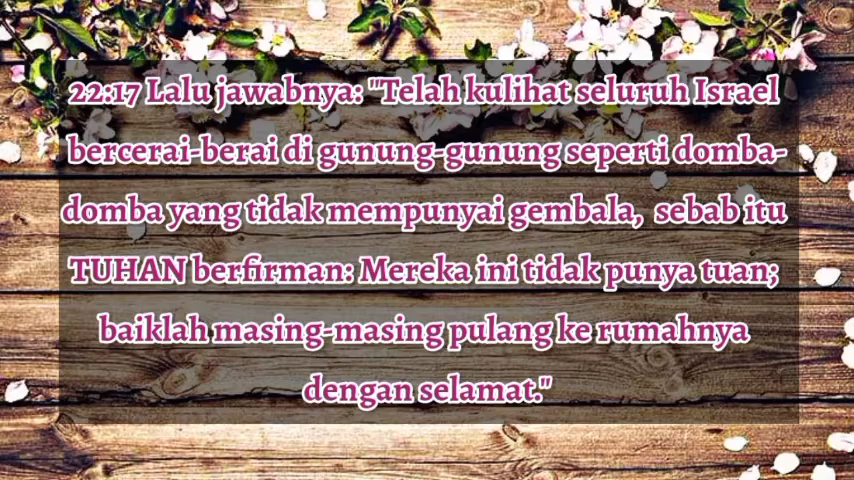 22:17 Lalu jawabnya: "Telah kulihat seluruh Israel
bercerai-berai di gunung-gunung seperti domba-
domba yang tidak mempunyai gembala, sebab itu
TUHAN berfirman: Mereka ini tidak punya tuan;
baiklah masing-masing pulang ke rumahnya
dengan selamat."